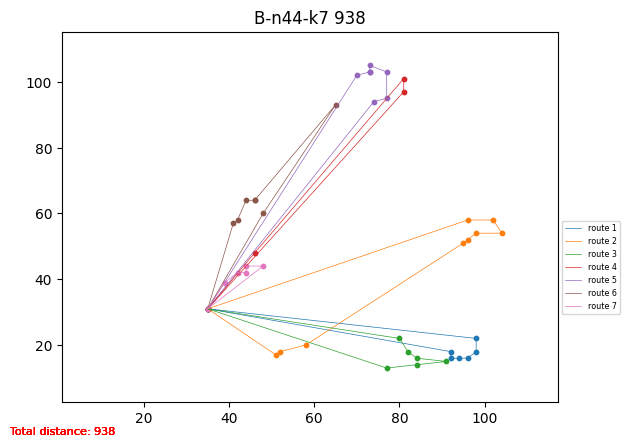 B-n44-k7 938
100
80
60
40
20
20 40 60 80 100
route 1
route 2
route 3
route 4
route 5
route 6
route 7
Total distance: 938